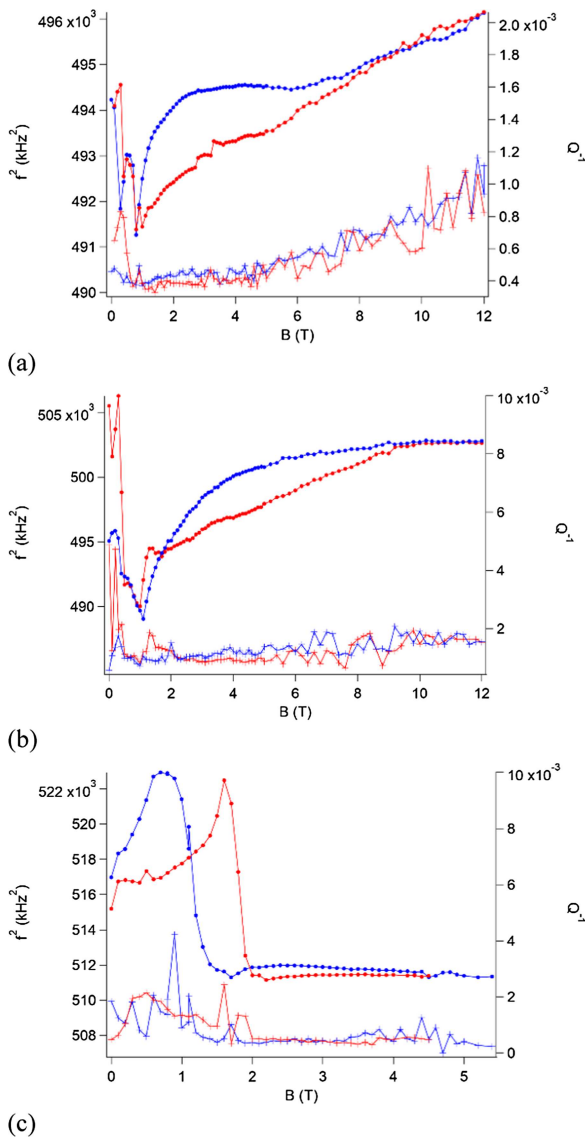 496 x10³
495
494
493
492
491
490
f² (kHz²)
2.0 x10⁻³
1.8
1.6
1.4
1.2
1.0
0.8
0.6
0.4
Q⁻¹
0 2 4 6 8 10 12
B (T)
(a)
505 x10³
500
495
490
f² (kHz²)
10 x10⁻³
8
6
4
2
Q⁻¹
0 2 4 6 8 10 12
B (T)
(b)
522 x10³
520
518
516
514
512
510
508
f² (kHz²)
10 x10⁻³
8
6
4
2
0
Q⁻¹
0 1 2 3 4 5
B (T)
(c)